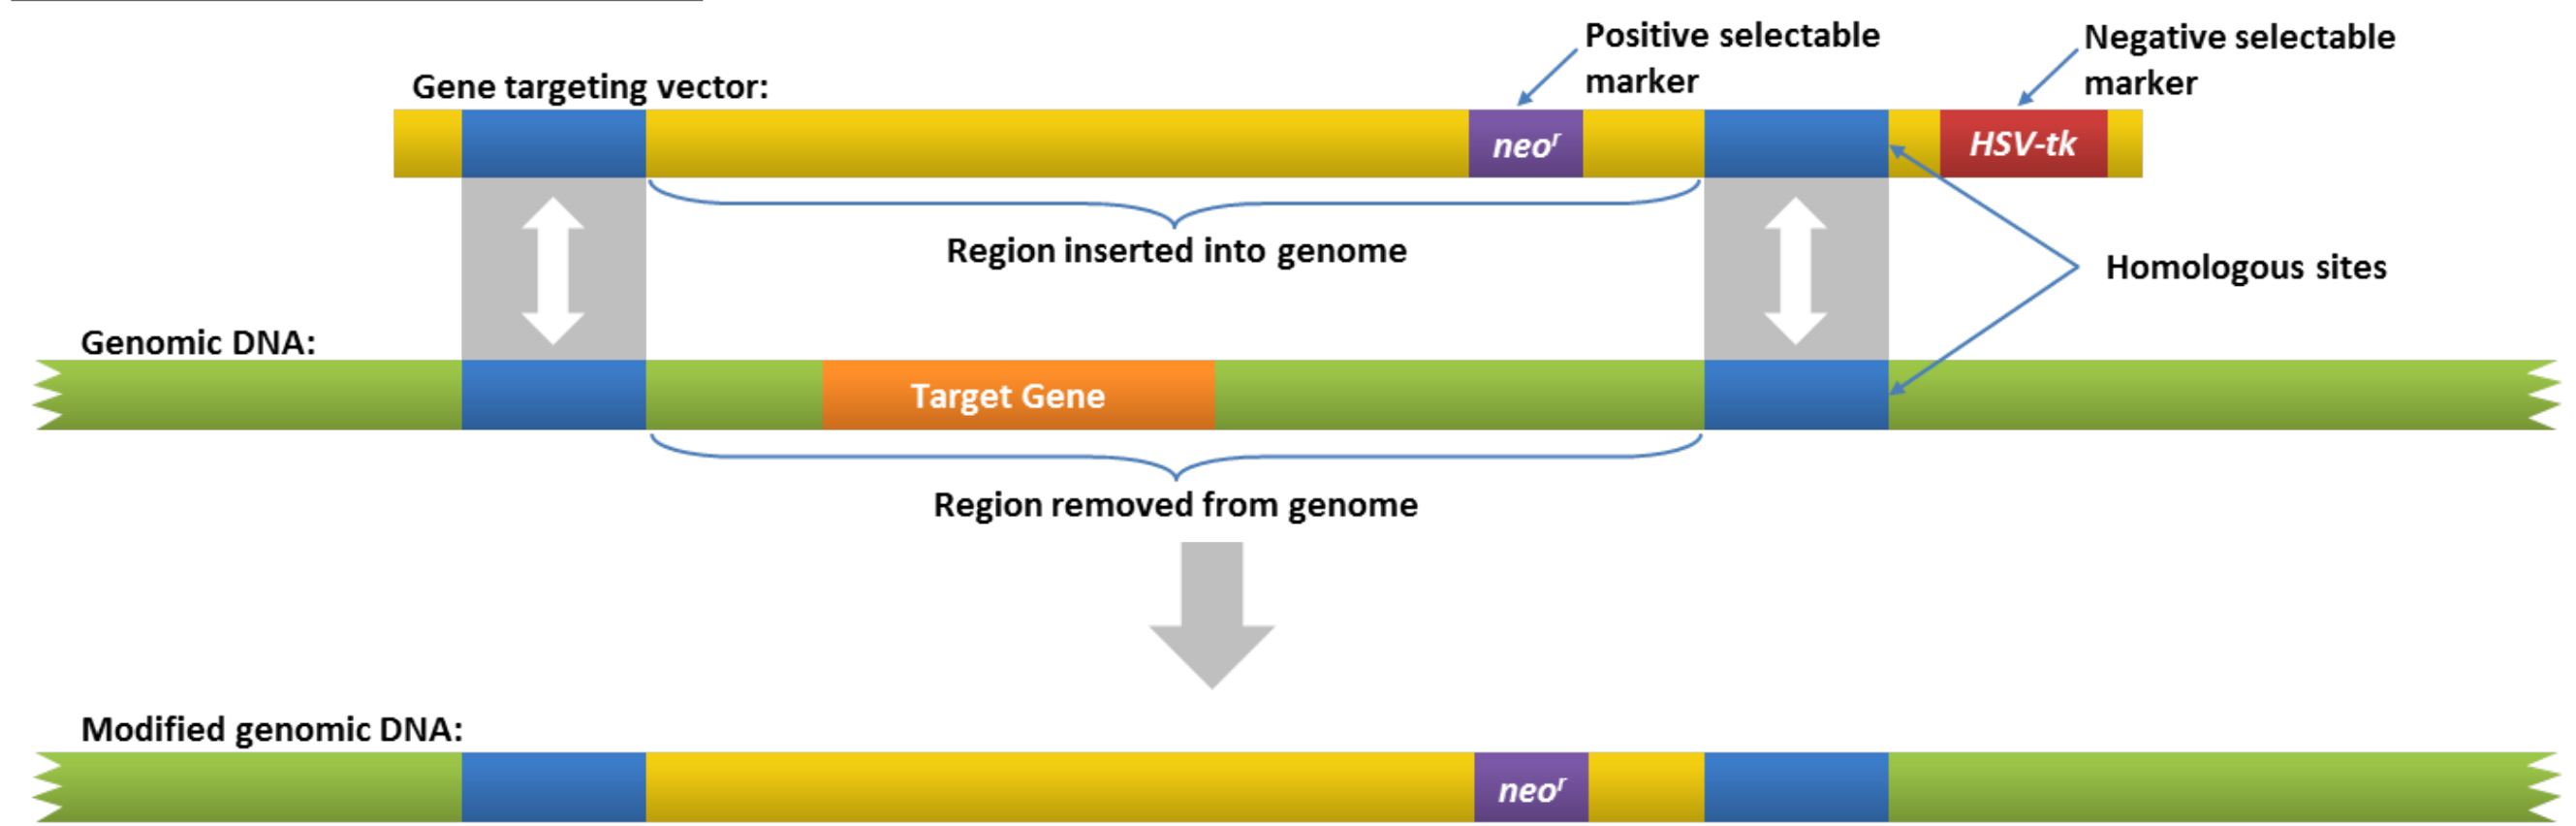 Positive selectable
marker
Negative selectable
marker
Gene targeting vector:
neoʳ
HSV-tk
Region inserted into genome
Homologous sites
Genomic DNA:
Target Gene
Region removed from genome
Modified genomic DNA:
neoʳ